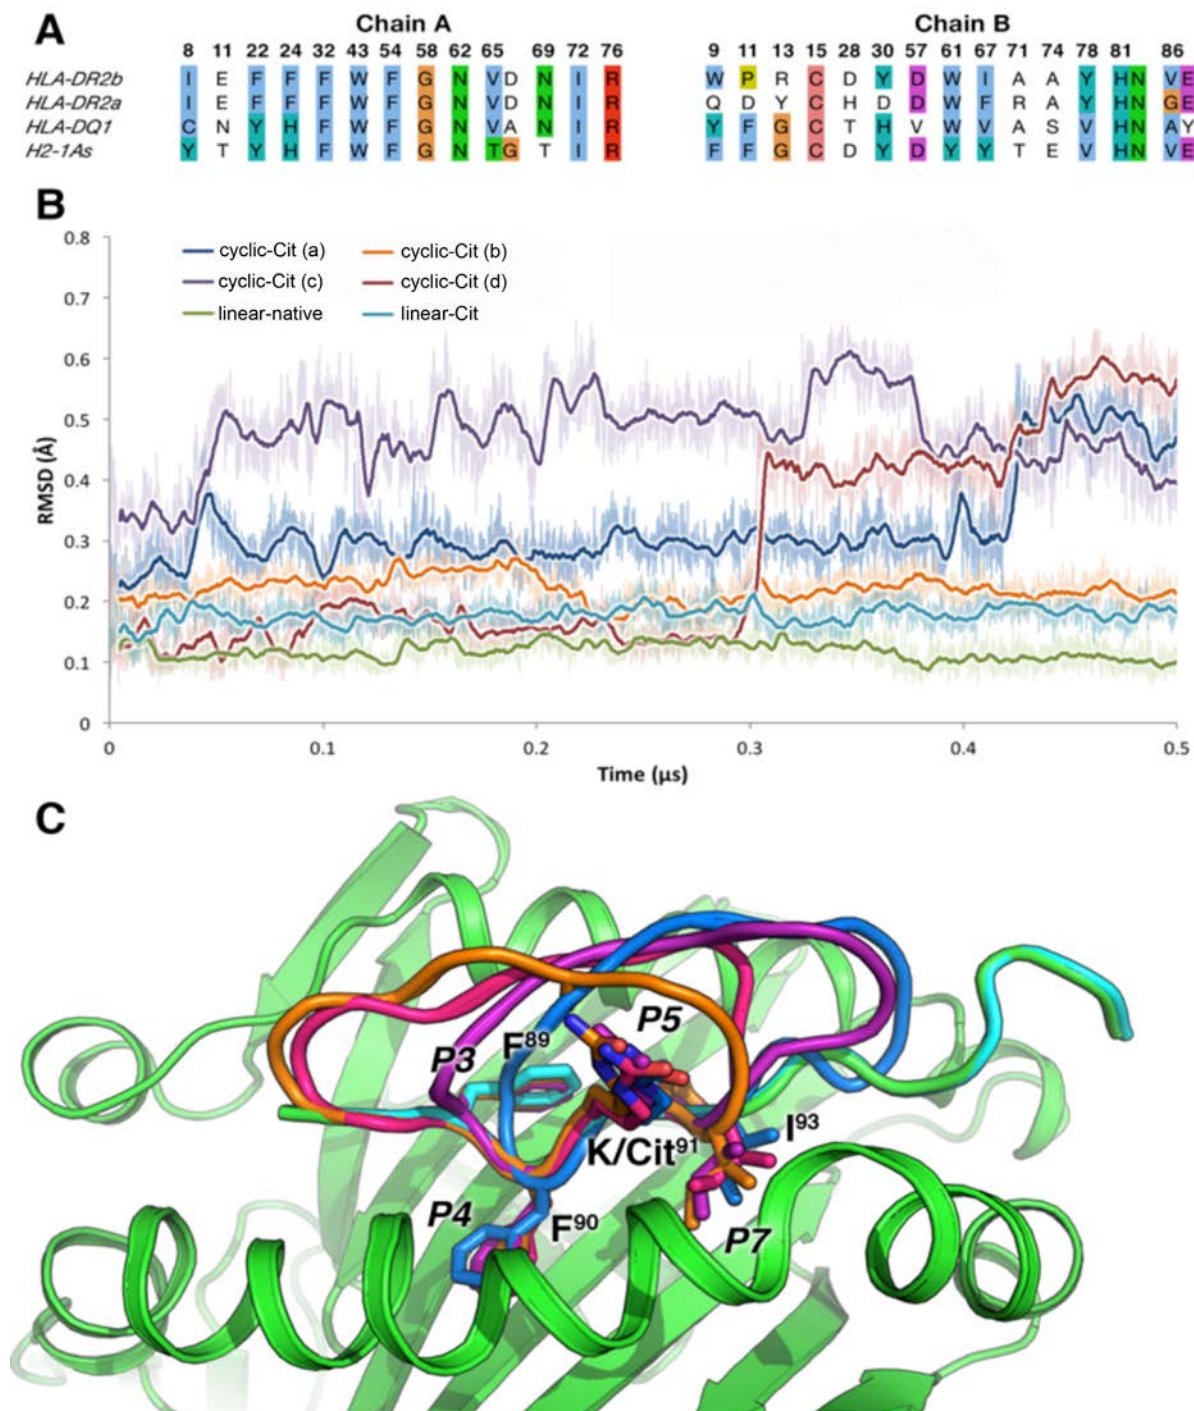 A
Chain A Chain B
8 11 22 24 32 43 54 58 62 65 69 72 76 9 11 13 15 28 30 57 61 67 71 74 78 81 86
HLA-DR2b I E F F F W F G N V D N I R W P R C D Y D W I A A Y H N V E
HLA-DR2a I E F F F W F G N V D N I R Q D Y C H D D W F R A Y H N G E
HLA-DQ1 C N Y H F W F G N V A N I R Y F G C T H V W V A S V H N A Y
H2-1As Y T Y H F W F G N T G T I R F F G C D Y D Y Y T E V H N V E
B
0.8
0.7
0.6
0.5
0.4
0.3
0.2
0.1
0
RMSD (Å)
cyclic-Cit (a) cyclic-Cit (b)
cyclic-Cit (c) cyclic-Cit (d)
linear-native linear-Cit
0 0.1 0.2 0.3 0.4 0.5
Time (µs)
C
P5
P3 F⁸⁹
I⁹³
K/Cit⁹¹
P4 F⁹⁰
P7